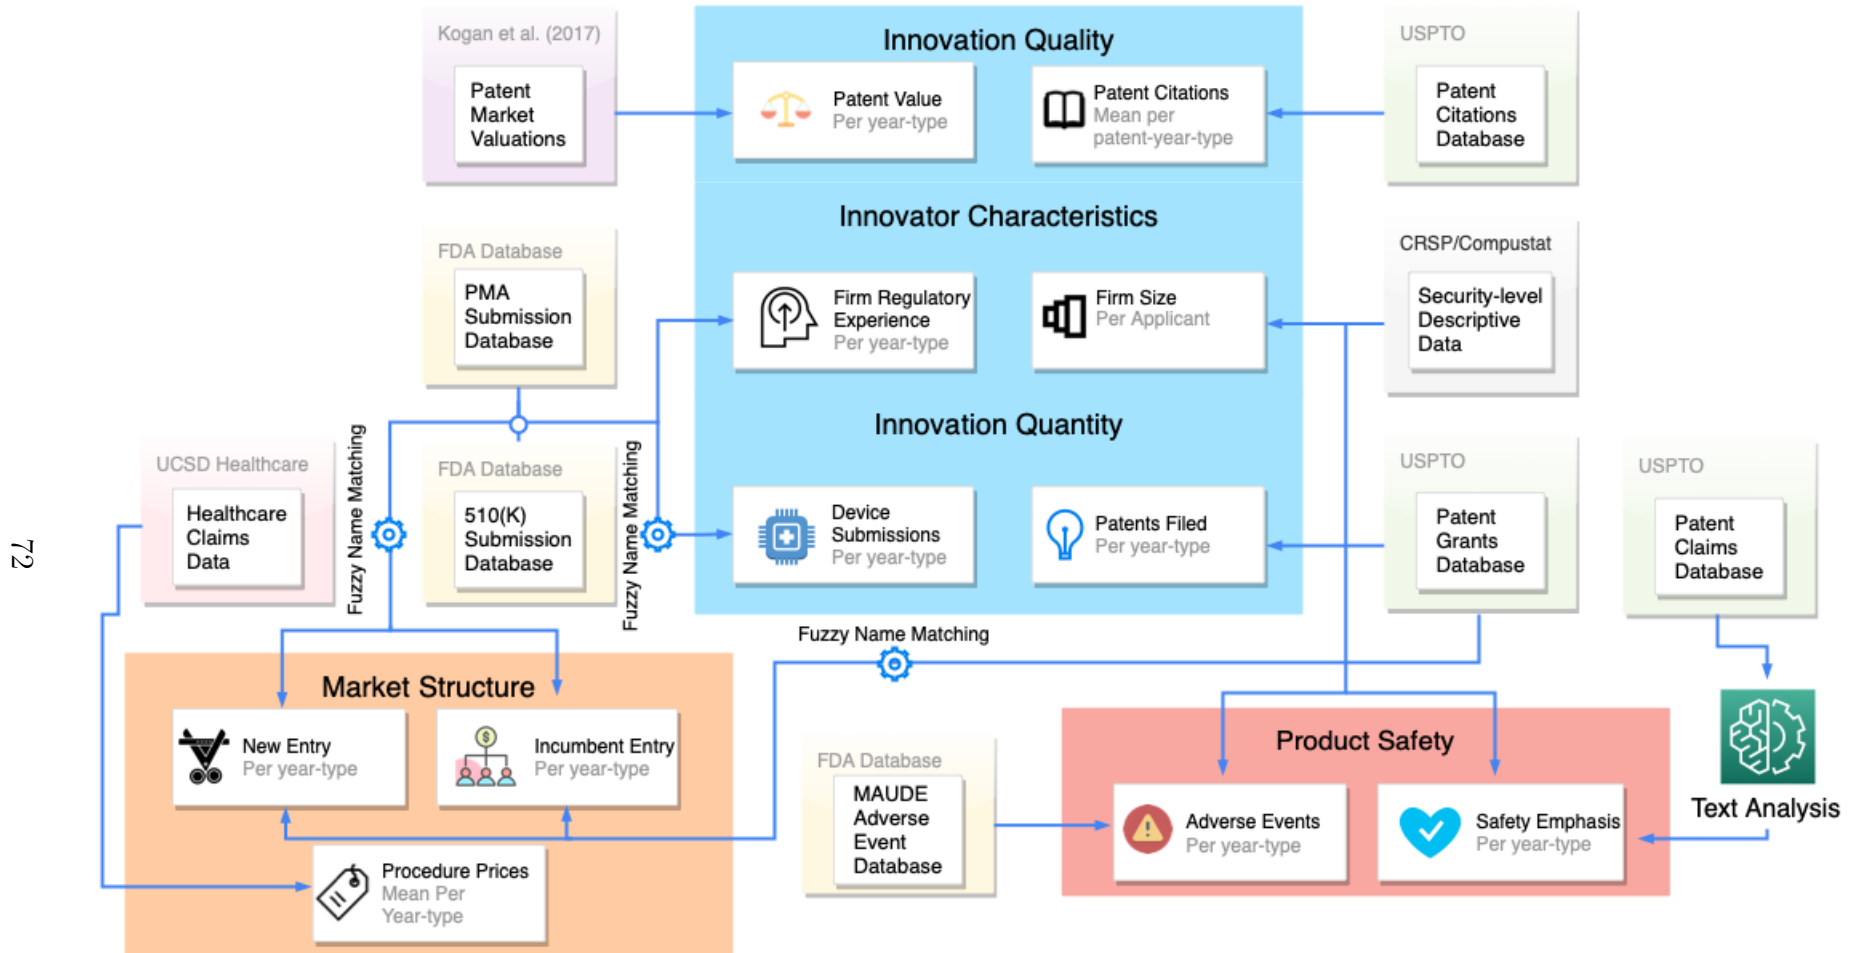 Kogan et al. (2017)
Patent
Market
Valuations
Innovation Quality
Patent Value
Per year-type
Patent Citations
Mean per
patent-year-type
USPTO
Patent
Citations
Database
FDA Database
PMA
Submission
Database
Innovator Characteristics
Firm Regulatory
Experience
Per year-type
Firm Size
Per Applicant
CRSP/Compustat
Security-level
Descriptive
Data
UCSD Healthcare
Healthcare
Claims
Data
Fuzzy Name Matching
FDA Database
510(K)
Submission
Database
Fuzzy Name Matching
Innovation Quantity
Device
Submissions
Per year-type
Patents Filed
Per year-type
USPTO
Patent
Grants
Database
USPTO
Patent
Claims
Database
72
Fuzzy Name Matching
Market Structure
New Entry
Per year-type
$
Incumbent Entry
Per year-type
Procedure Prices
Mean Per
Year-type
FDA Database
MAUDE
Adverse
Event
Database
Product Safety
Adverse Events
Per year-type
Safety Emphasis
Per year-type
Text Analysis